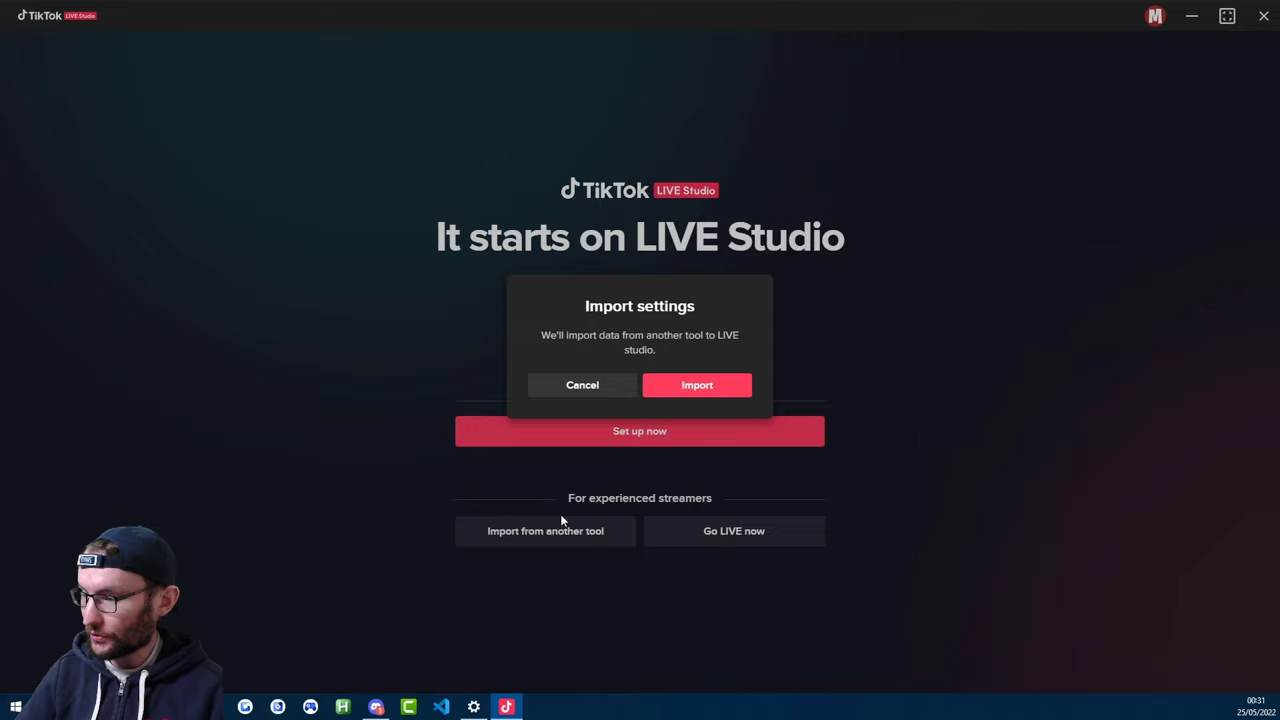 TikTok LIVE Studio
M
TikTok LIVE Studio
It starts on LIVE Studio
Import settings
We'll import data from another tool to LIVE
studio.
Cancel Import
Set up now
For experienced streamers
Import from another tool Go LIVE now
00:31
25/05/2022